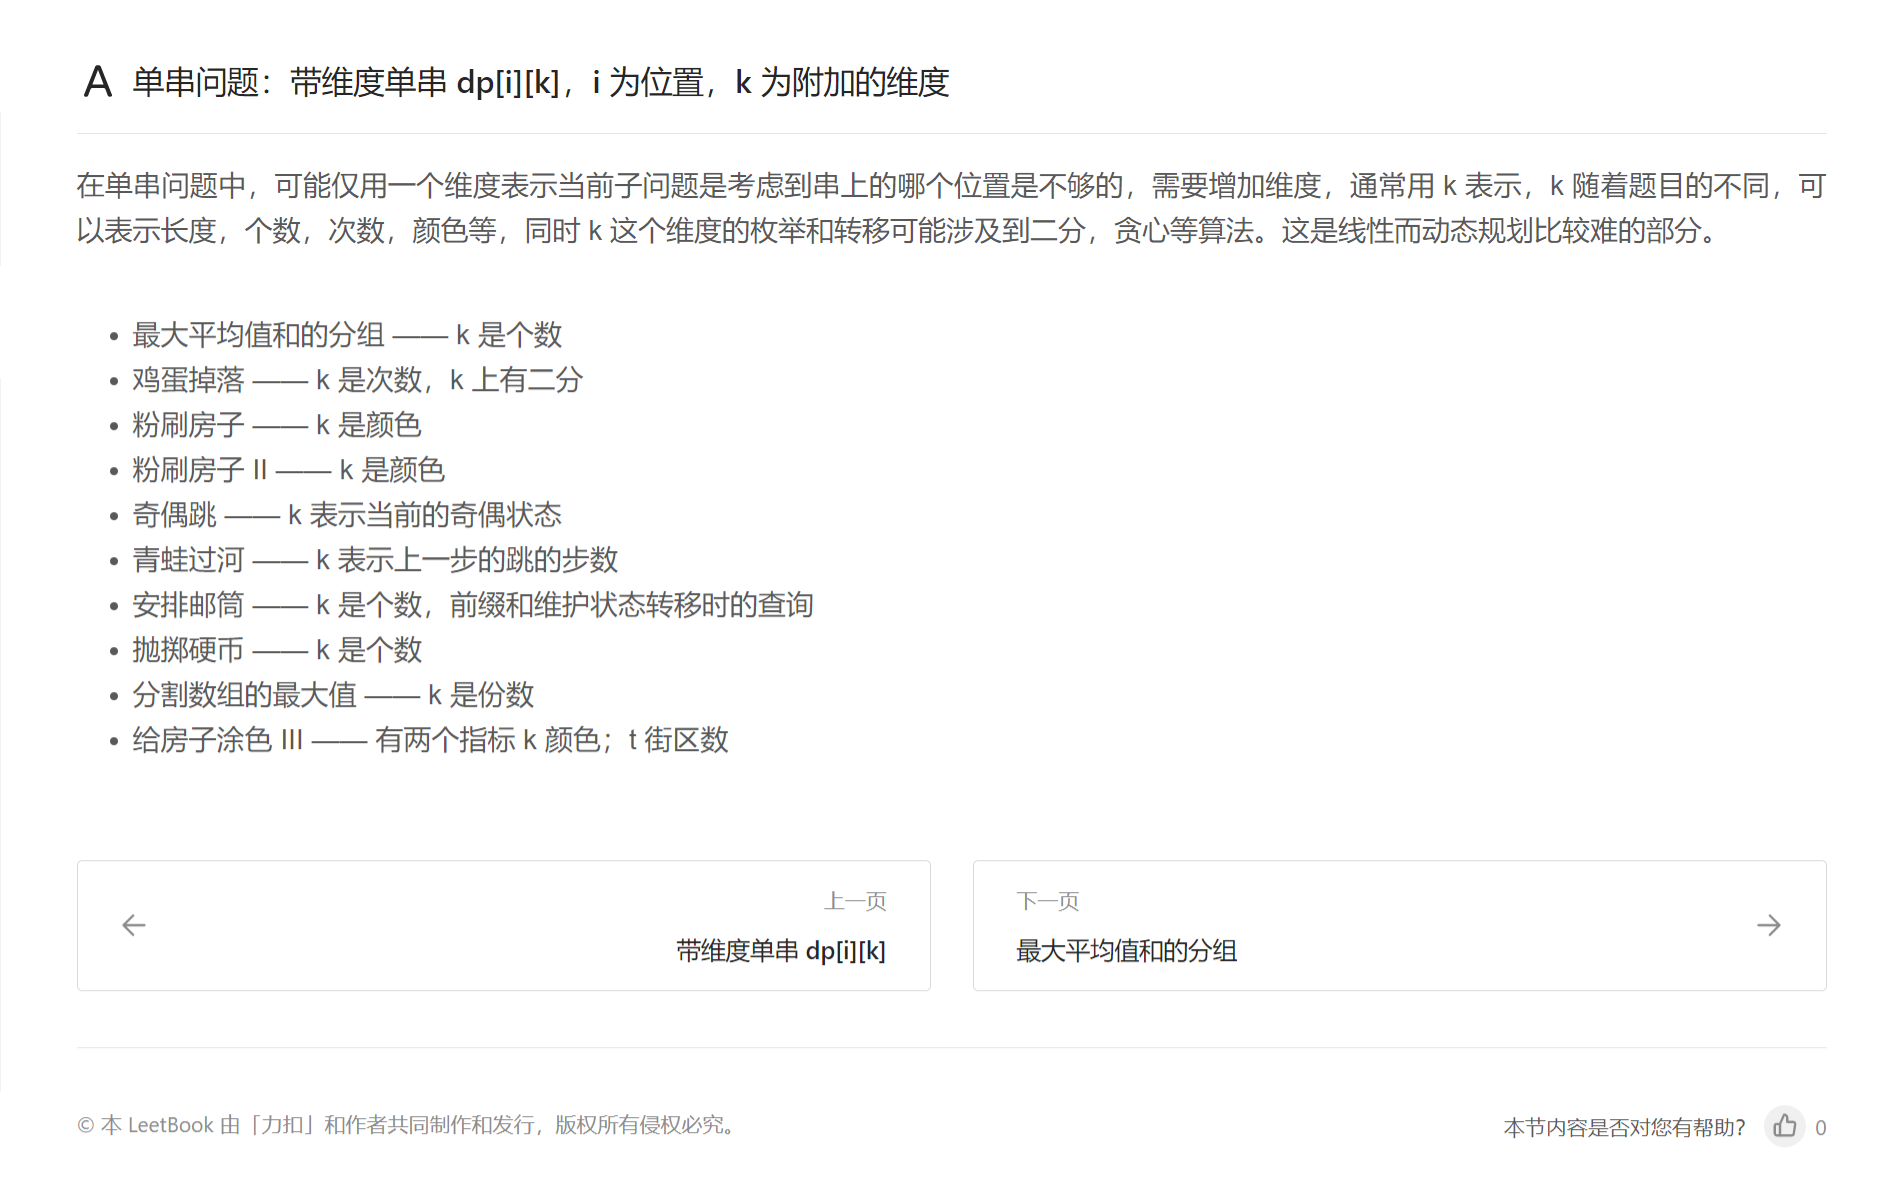 A 单串问题：带维度单串 dp[i][k]，i 为位置，k 为附加的维度
在单串问题中，可能仅用一个维度表示当前子问题是考虑到串上的哪个位置是不够的，需要增加维度，通常用 k 表示，k 随着题目的不同，可
以表示长度，个数，次数，颜色等，同时 k 这个维度的枚举和转移可能涉及到二分，贪心等算法。这是线性而动态规划比较难的部分。
• 最大平均值和的分组 —— k 是个数
• 鸡蛋掉落 —— k 是次数，k 上有二分
• 粉刷房子 —— k 是颜色
• 粉刷房子 II —— k 是颜色
• 奇偶跳 —— k 表示当前的奇偶状态
• 青蛙过河 —— k 表示上一步的跳的步数
• 安排邮筒 —— k 是个数，前缀和维护状态转移时的查询
• 抛掷硬币 —— k 是个数
• 分割数组的最大值 —— k 是份数
• 给房子涂色 III —— 有两个指标 k 颜色；t 街区数
上一页
带维度单串 dp[i][k]
下一页
最大平均值和的分组
© 本 LeetBook 由「力扣」和作者共同制作和发行，版权所有侵权必究。
本节内容是否对您有帮助? 0